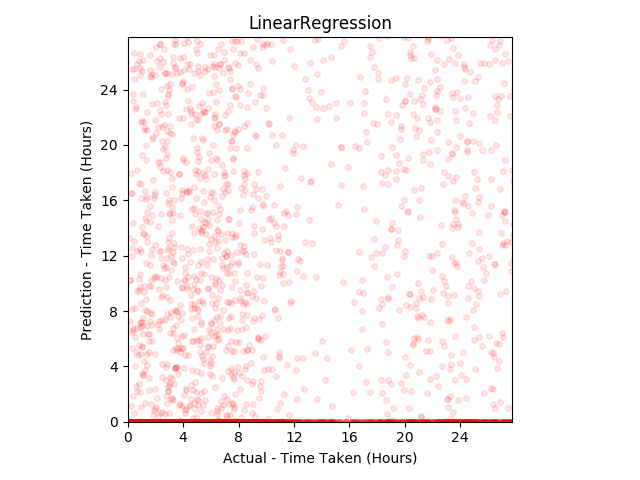 LinearRegression
Prediction - Time Taken (Hours)
24
20
16
12
8
4
0
0 4 8 12 16 20 24
Actual - Time Taken (Hours)